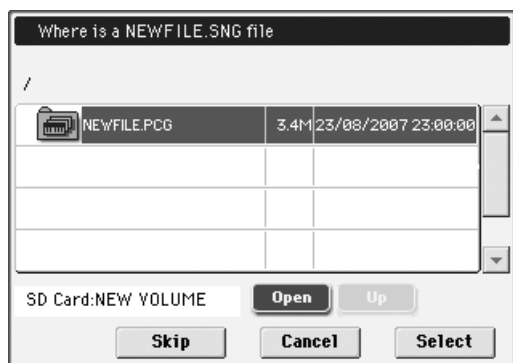 Where is a NEWFILE.SNG file
/
NEWFILE.PCG 3.4M 23/08/2007 23:00:00
SD Card:NEW VOLUME Open Up
Skip Cancel Select